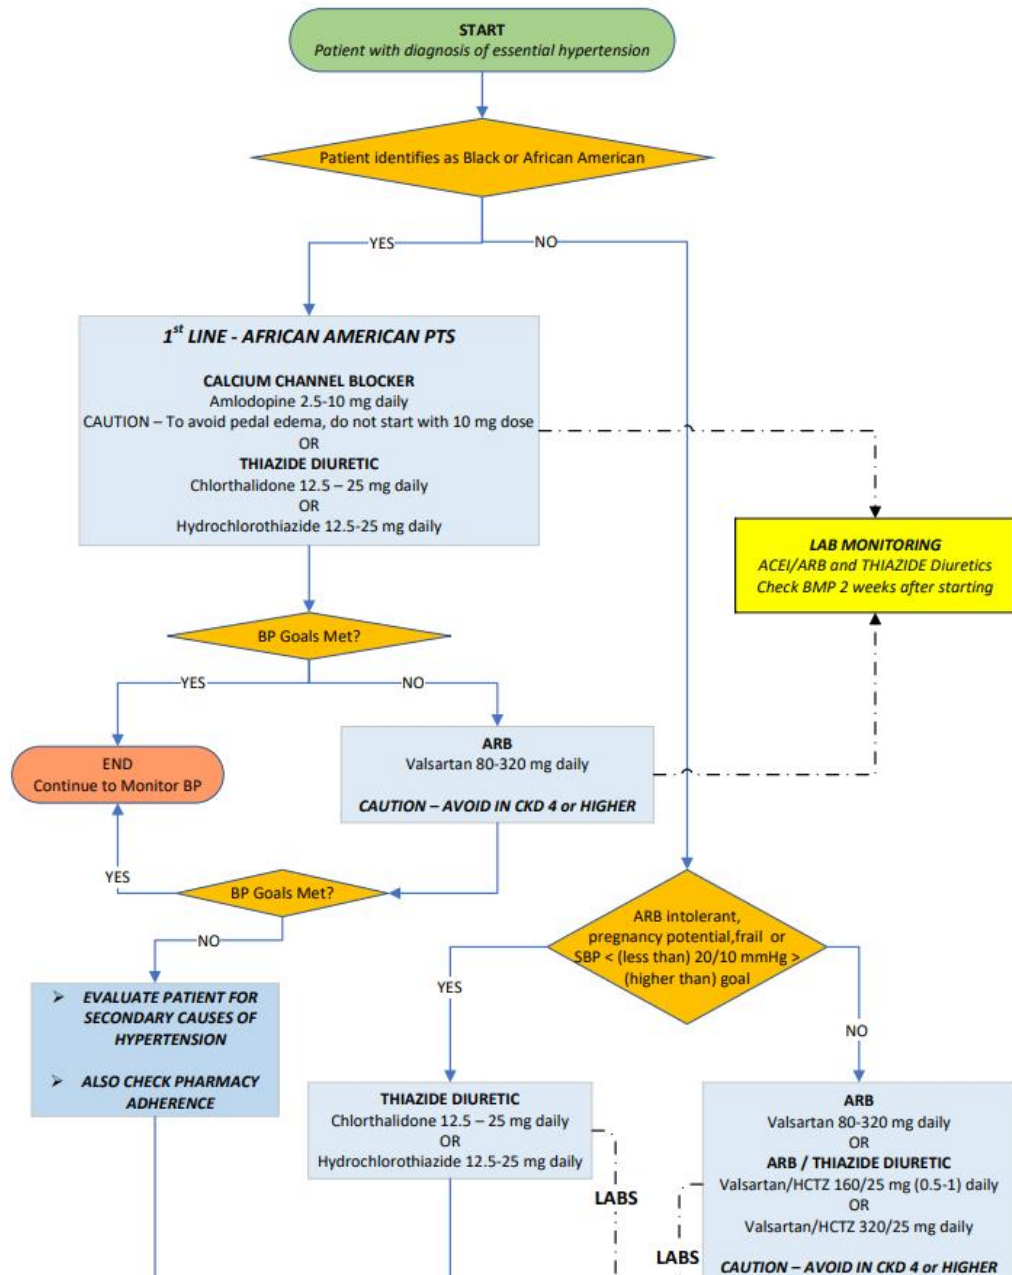 START
Patient with diagnosis of essential hypertension
Patient identifies as Black or African American
YES
NO
1st LINE - AFRICAN AMERICAN PTS
CALCIUM CHANNEL BLOCKER
Amlodopine 2.5-10 mg daily
CAUTION – To avoid pedal edema, do not start with 10 mg dose
OR
THIAZIDE DIURETIC
Chlorthalidone 12.5 – 25 mg daily
OR
Hydrochlorothiazide 12.5-25 mg daily
LAB MONITORING
ACEI/ARB and THIAZIDE Diuretics
Check BMP 2 weeks after starting
BP Goals Met?
YES
NO
END
Continue to Monitor BP
ARB
Valsartan 80-320 mg daily
CAUTION – AVOID IN CKD 4 or HIGHER
YES
BP Goals Met?
NO
➢ EVALUATE PATIENT FOR
SECONDARY CAUSES OF
HYPERTENSION
➢ ALSO CHECK PHARMACY
ADHERENCE
ARB intolerant,
pregnancy potential,frail or
SBP < (less than) 20/10 mmHg >
(higher than) goal
YES
NO
THIAZIDE DIURETIC
Chlorthalidone 12.5 – 25 mg daily
OR
Hydrochlorothiazide 12.5-25 mg daily
LABS
ARB
Valsartan 80-320 mg daily
OR
ARB / THIAZIDE DIURETIC
Valsartan/HCTZ 160/25 mg (0.5-1) daily
OR
Valsartan/HCTZ 320/25 mg daily
CAUTION – AVOID IN CKD 4 or HIGHER
LABS